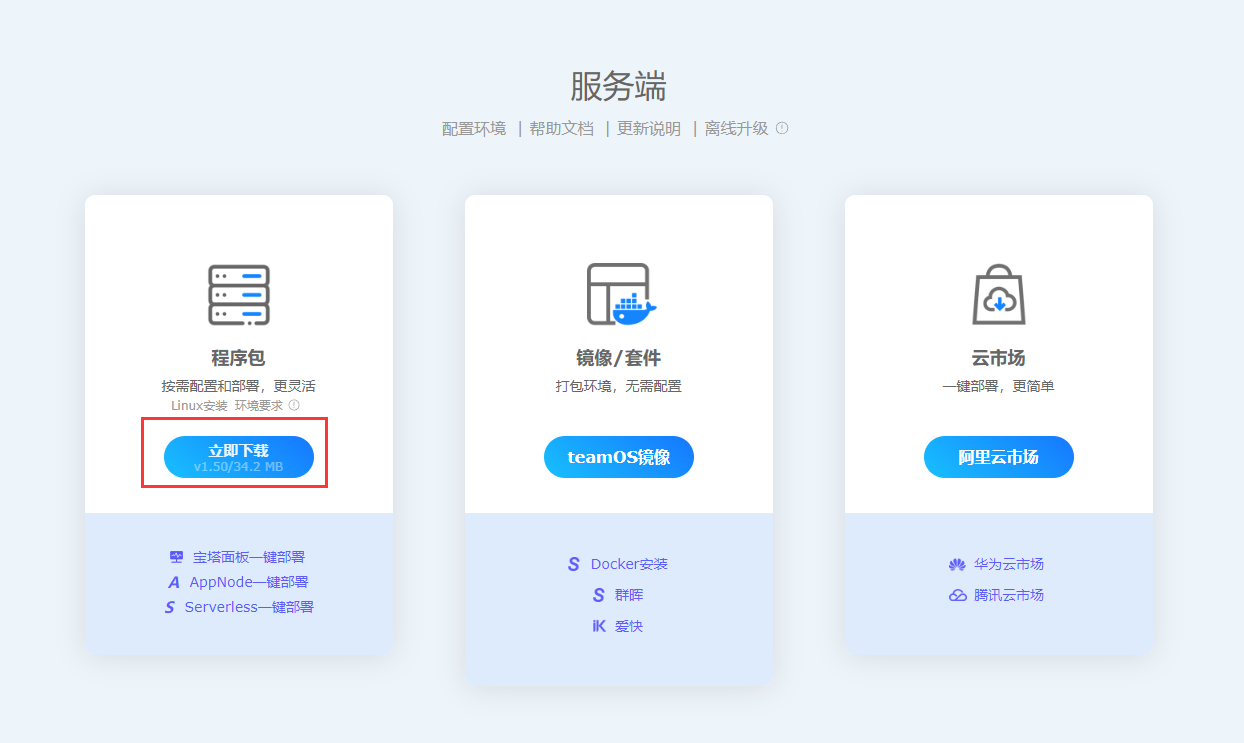 服务端
配置环境 | 帮助文档 | 更新说明 | 离线升级
程序包
按需配置和部署，更灵活
Linux安装 环境要求
立即下载
v1.50/34.2 MB
宝塔面板一键部署
AppNode一键部署
Serverless一键部署
镜像/套件
打包环境，无需配置
teamOS镜像
Docker安装
群晖
爱快
云市场
一键部署，更简单
阿里云市场
华为云市场
腾讯云市场